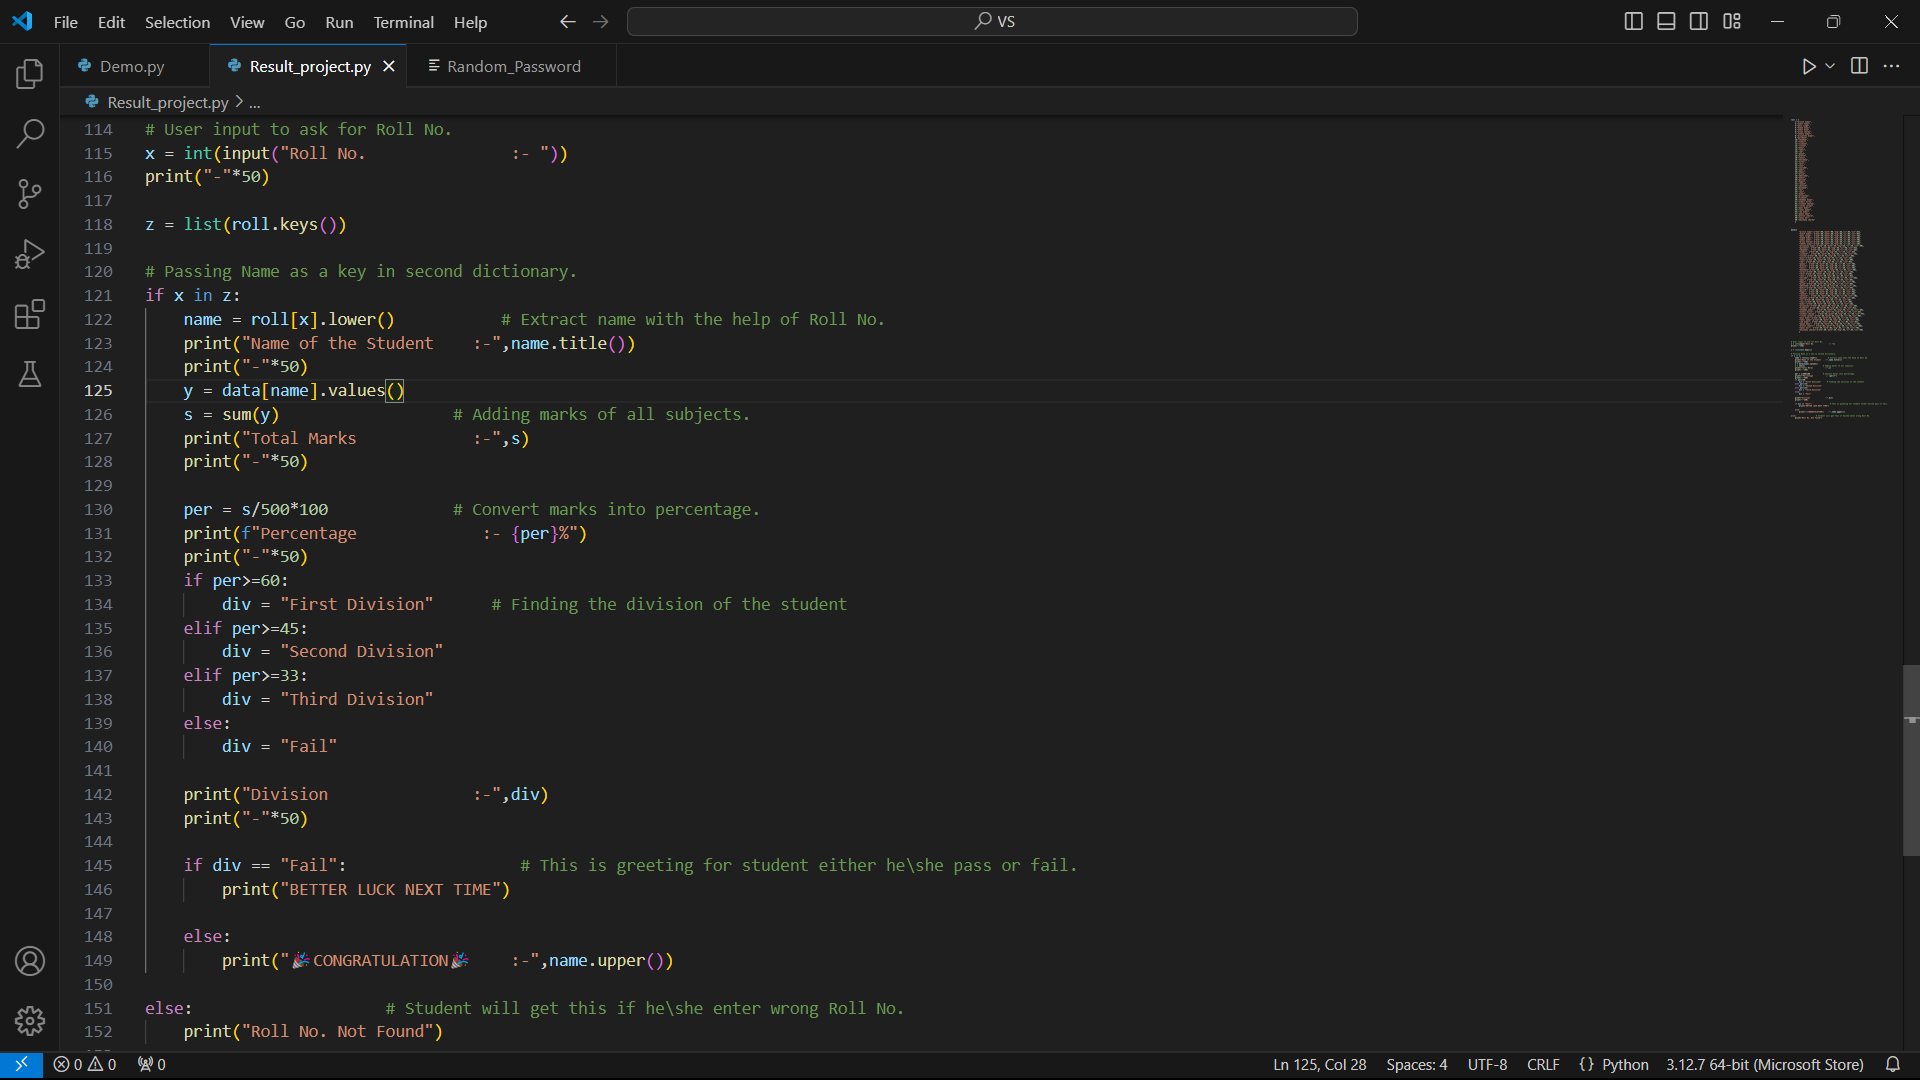 File Edit Selection View Go Run Terminal Help VS
Demo.py Result_project.py Random_Password
Result_project.py > ...
114 # User input to ask for Roll No.
115 x = int(input("Roll No.               :- "))
116 print("-"*50)
117
118 z = list(roll.keys())
119
120 # Passing Name as a key in second dictionary.
121 if x in z:
122     name = roll[x].lower()           # Extract name with the help of Roll No.
123     print("Name of the Student    :-",name.title())
124     print("-"*50)
125     y = data[name].values()
126     s = sum(y)                  # Adding marks of all subjects.
127     print("Total Marks            :-",s)
128     print("-"*50)
129
130     per = s/500*100             # Convert marks into percentage.
131     print(f"Percentage             :- {per}%")
132     print("-"*50)
133     if per>=60:
134         div = "First Division"      # Finding the division of the student
135     elif per>=45:
136         div = "Second Division"
137     elif per>=33:
138         div = "Third Division"
139     else:
140         div = "Fail"
141
142     print("Division               :-",div)
143     print("-"*50)
144
145     if div == "Fail":                  # This is greeting for student either he\she pass or fail.
146         print("BETTER LUCK NEXT TIME")
147
148     else:
149         print("🎉CONGRATULATION🎉    :-",name.upper())
150
151 else:                    # Student will get this if he\she enter wrong Roll No.
152     print("Roll No. Not Found")
0 0 0 Ln 125, Col 28 Spaces: 4 UTF-8 CRLF {} Python 3.12.7 64-bit (Microsoft Store)